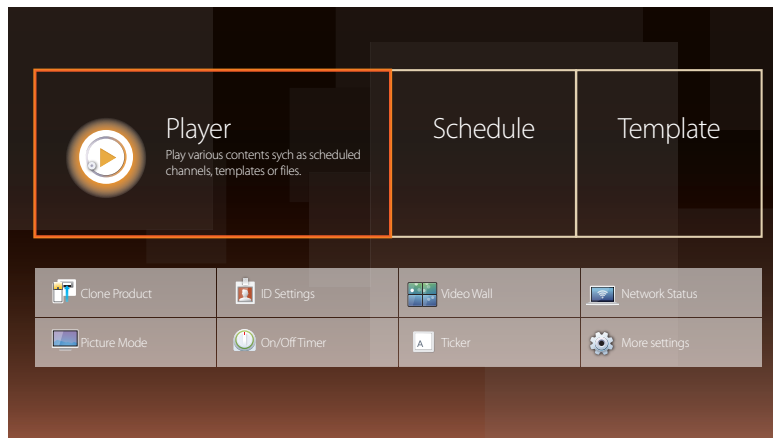 Player
Play various contents sych as scheduled
channels, templates or files.
Schedule
Template
Clone Product
ID Settings
Video Wall
Network Status
Picture Mode
On/Off Timer
A
Ticker
More settings